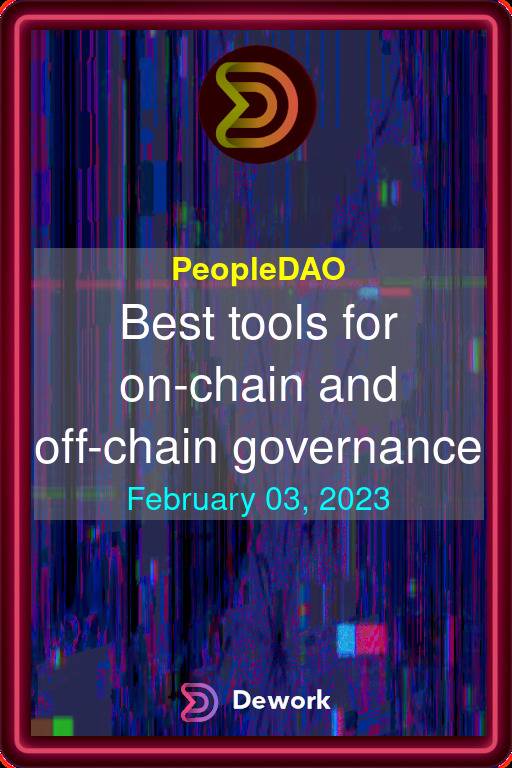 PeopleDAO
Best tools for
on-chain and
off-chain governance
February 03, 2023
Dework